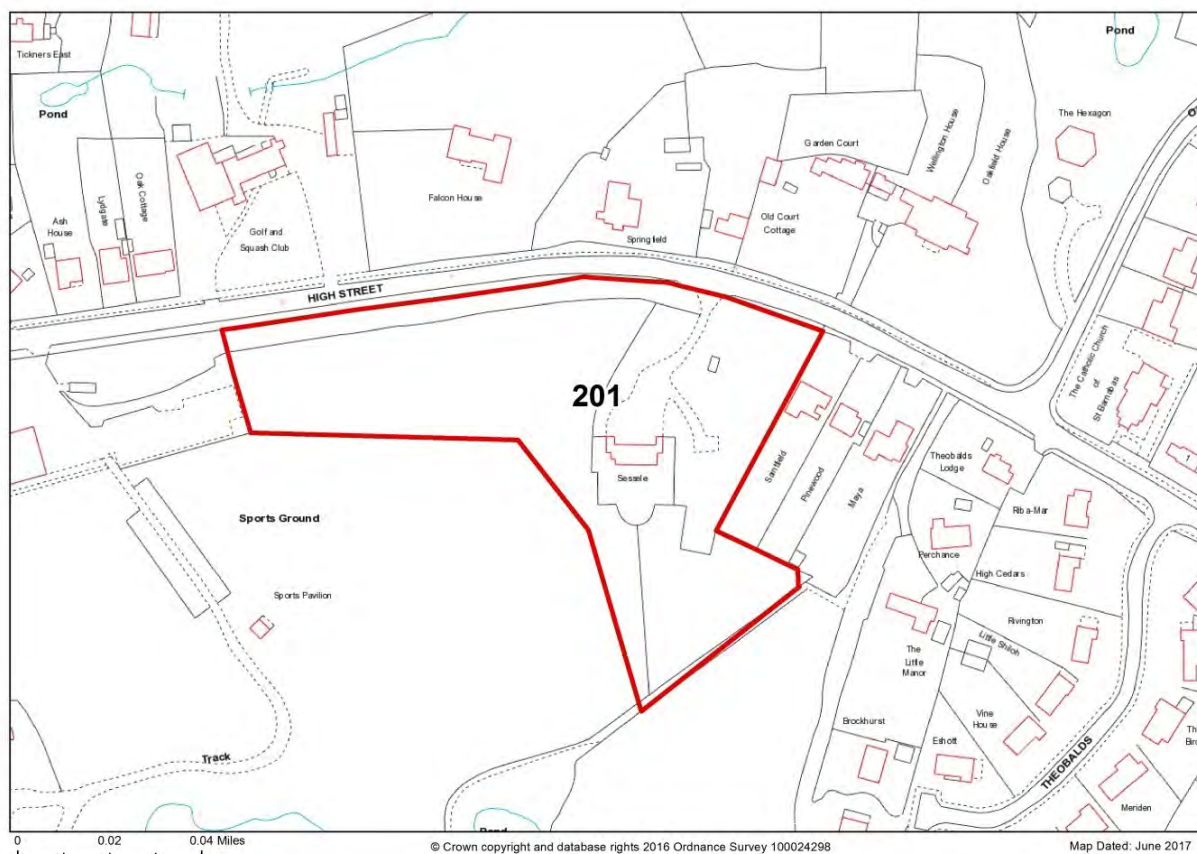 Tickners East
Pond
Pond
The Hexagon
Garden Court
Wellington House
Oakfield House
Lydgate
Oak Cottage
Ash
House
Golf and
Squash Club
Falcon House
Springfield
Old Court
Cottage
HIGH STREET
The Catholic Church
of
St Barnabas
201
1
Sessele
Pinewood
Maya
Theobalds
Lodge
Riba-Mar
Sports Ground
Perchance
High Cedars
Sports Pavilion
Rivington
Little Shiloh
The
Little
Manor
Vine
House
Brockhurst
Eshott
Track
THEOBALDS
Meriden
Pond
0 0.02 0.04 Miles
© Crown copyright and database rights 2016 Ordnance Survey 100024298
Map Dated: June 2017